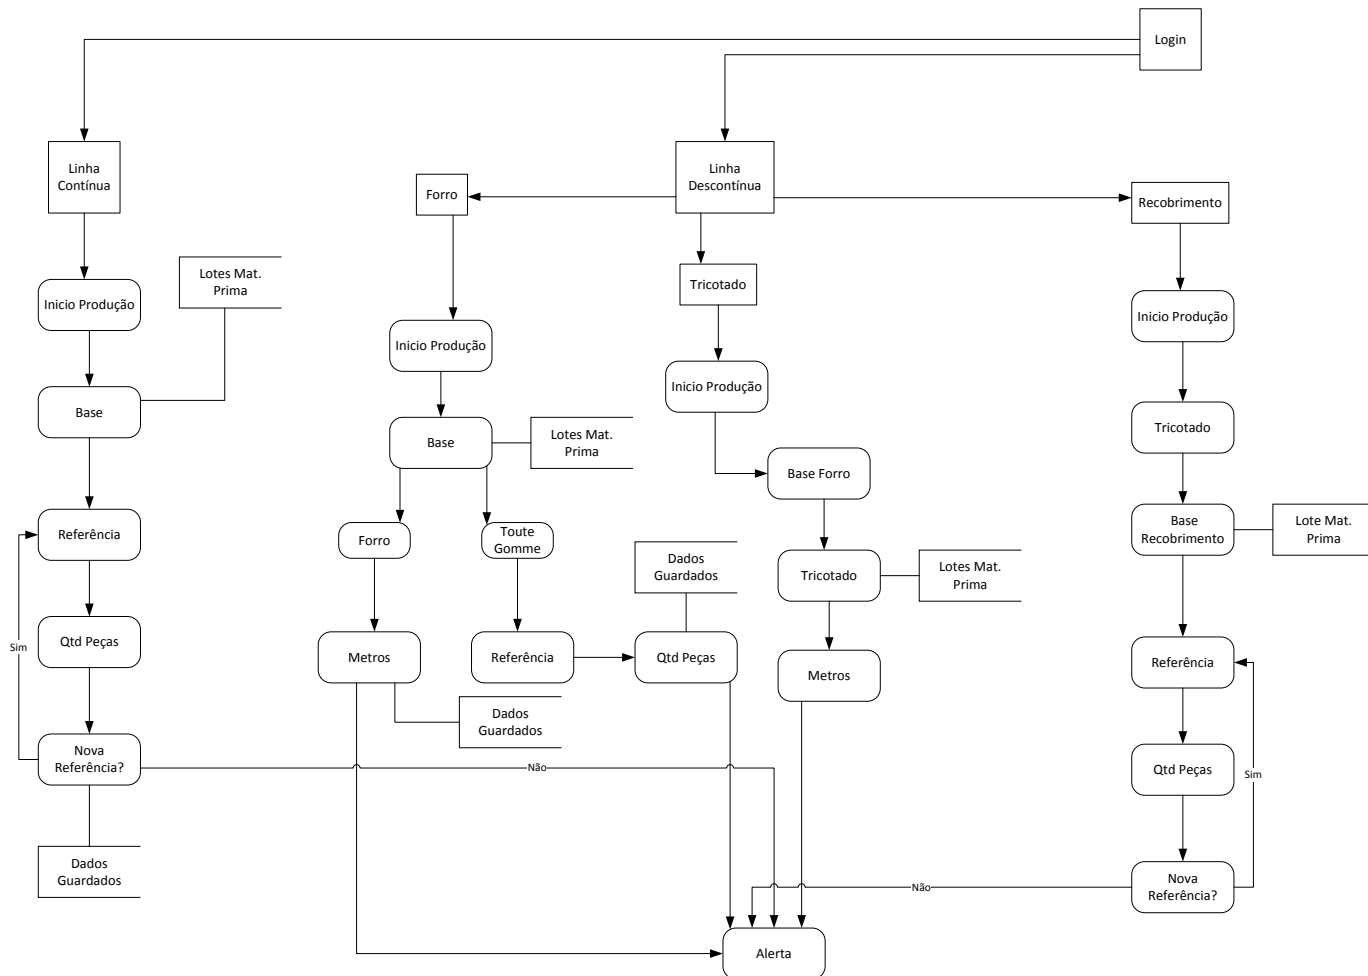 Login
Linha
Contínua
Linha
Descontínua
Forro
Recobrimento
Lotes Mat.
Prima
Tricotado
Inicio Produção
Inicio Produção
Inicio Produção
Inicio Produção
Base
Base
Lotes Mat.
Prima
Tricotado
Base Forro
Referência
Forro
Toute
Gomme
Base
Recobrimento
Lote Mat.
Prima
Dados
Guardados
Tricotado
Lotes Mat.
Prima
Qtd Peças
Sim
Metros
Referência
Qtd Peças
Metros
Referência
Dados
Guardados
Nova
Referência?
Não
Qtd Peças
Sim
Dados
Guardados
Não
Nova
Referência?
Alerta